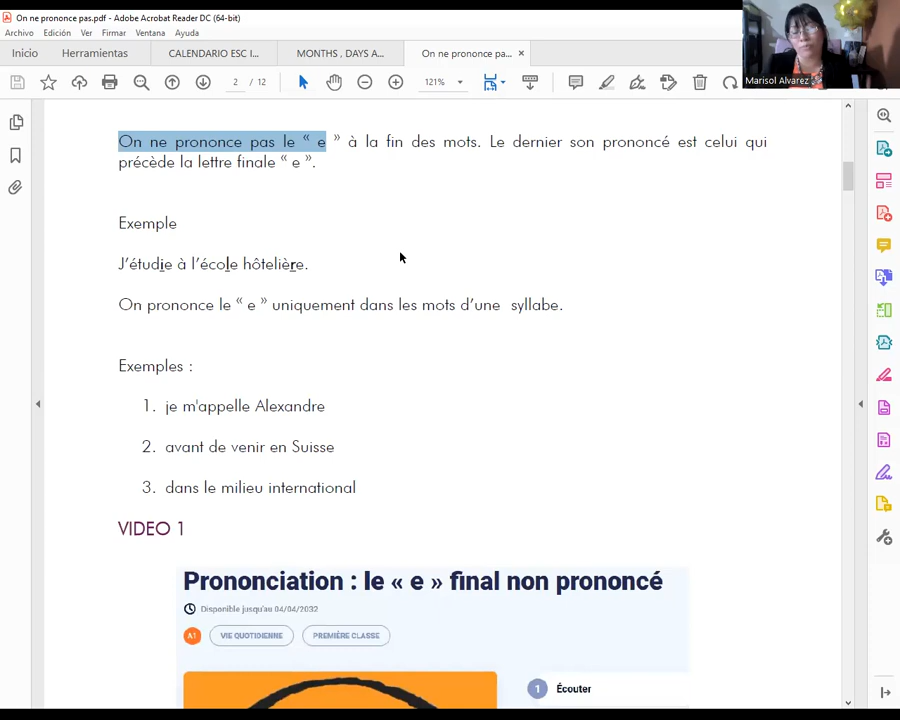 On ne prononce pas.pdf - Adobe Acrobat Reader DC (64-bit)
Archivo Edición Ver Firmar Ventana Ayuda
Inicio Herramientas CALENDARIO ESC I... MONTHS , DAYS A... On ne prononce pas... ×
2 / 12 121%
Marisol Alvarez
On ne prononce pas le “ e ” à la fin des mots. Le dernier son prononcé est celui qui
précède la lettre finale “ e ”.
Exemple
J’étudie à l’école hôtelière.
On prononce le “ e ” uniquement dans les mots d’une syllabe.
Exemples :
1. je m'appelle Alexandre
2. avant de venir en Suisse
3. dans le milieu international
VIDEO 1
Prononciation : le « e » final non prononcé
Disponible jusqu'au 04/04/2032
A1 VIE QUOTIDIENNE PREMIÈRE CLASSE
1 Écouter